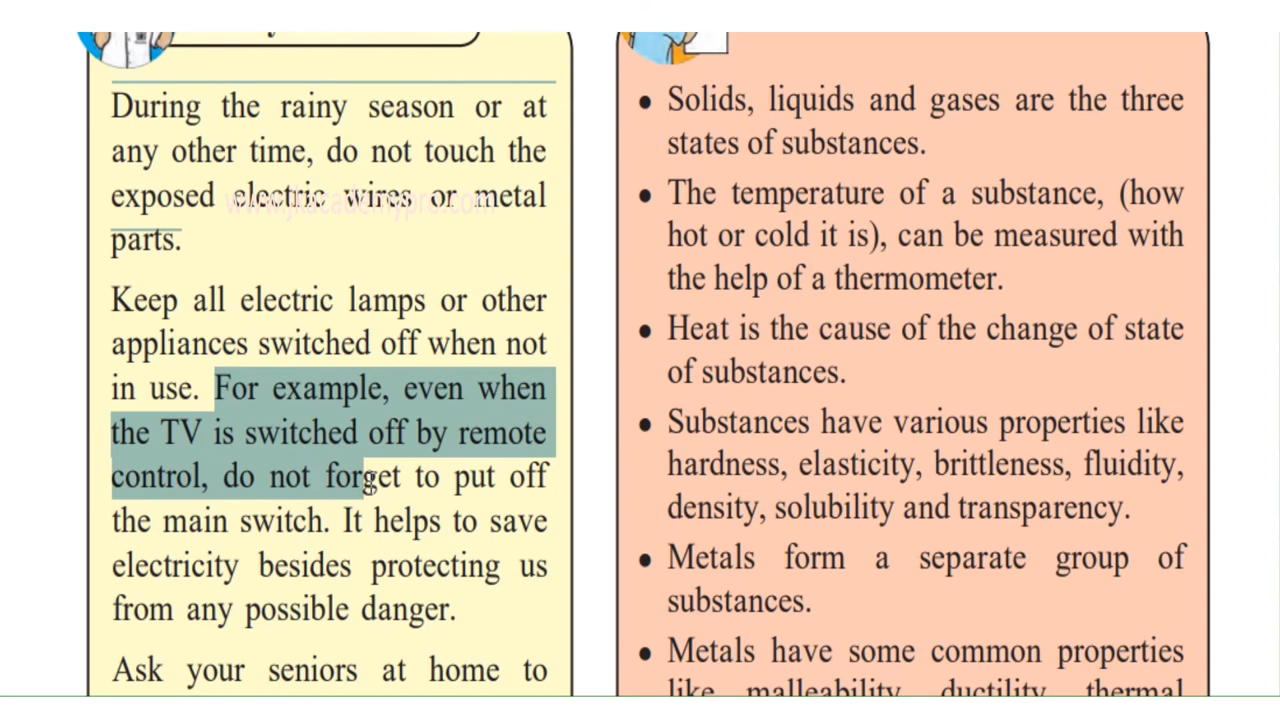 During the rainy season or at
any other time, do not touch the
exposed electric wires or metal
parts.
Keep all electric lamps or other
appliances switched off when not
in use. For example, even when
the TV is switched off by remote
control, do not forget to put off
the main switch. It helps to save
electricity besides protecting us
from any possible danger.
Ask your seniors at home to
• Solids, liquids and gases are the three
states of substances.
• The temperature of a substance, (how
hot or cold it is), can be measured with
the help of a thermometer.
• Heat is the cause of the change of state
of substances.
• Substances have various properties like
hardness, elasticity, brittleness, fluidity,
density, solubility and transparency.
• Metals form a separate group of
substances.
• Metals have some common properties
like malleability, ductility, thermal